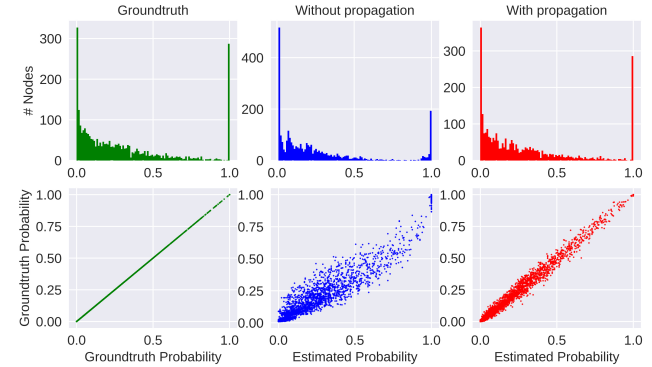 Groundtruth
Without propagation
With propagation
# Nodes
300
200
100
0
0.0 0.5 1.0
400
200
0
0.0 0.5 1.0
300
200
100
0
0.0 0.5 1.0
Groundtruth Probability
1.00
0.75
0.50
0.25
0.00
0.0 0.5 1.0
Groundtruth Probability
1.00
0.75
0.50
0.25
0.00
0.0 0.5 1.0
Estimated Probability
1.00
0.75
0.50
0.25
0.00
0.0 0.5 1.0
Estimated Probability